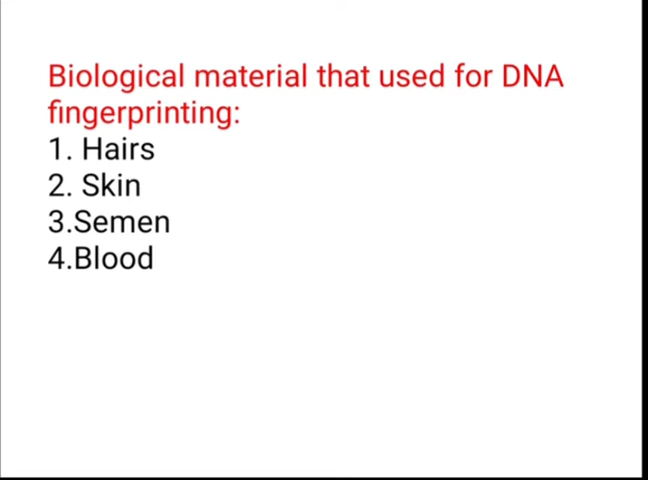 Biological material that used for DNA
fingerprinting:
1. Hairs
2. Skin
3.Semen
4.Blood